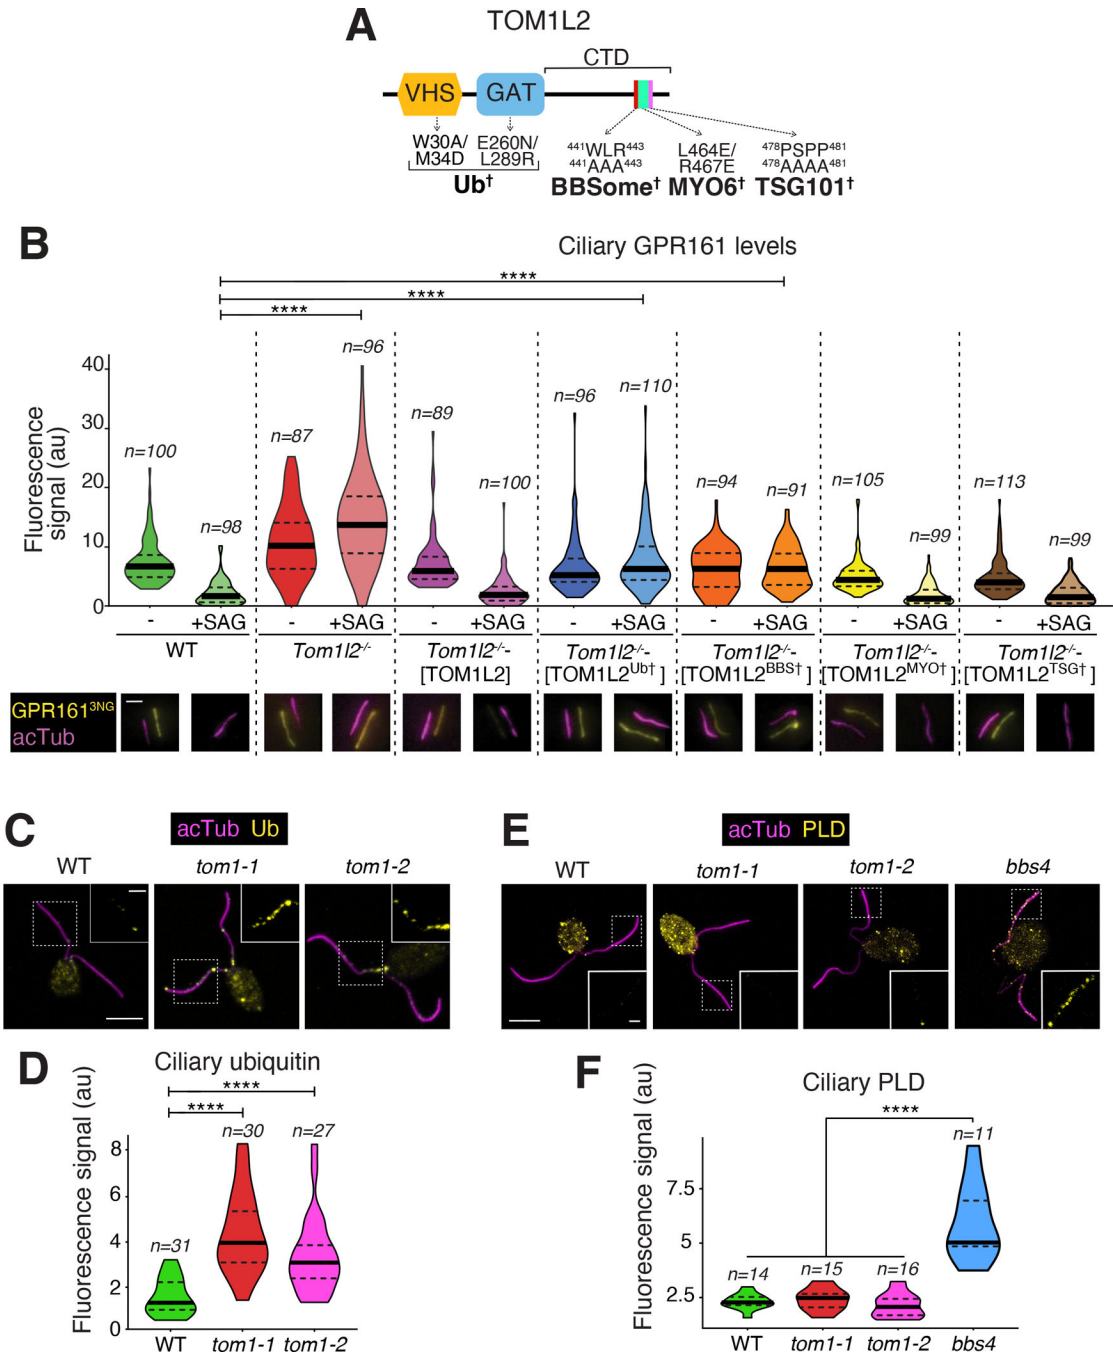 A
TOM1L2
CTD
VHS
GAT
W30A/
M34D
E260N/
L289R
Ub†
441WLR443
441AAA443
BBSome†
L464E/
R467E
MYO6†
478PSPP481
478AAAA481
TSG101†
B
Ciliary GPR161 levels
****
****
****
Fluorescence
signal (au)
40
30
20
10
0
n=100
n=98
n=87
n=96
n=89
n=100
n=96
n=110
n=94
n=91
n=105
n=99
n=113
n=99
- +SAG - +SAG - +SAG - +SAG - +SAG - +SAG - +SAG
WT
Tom1l2-/-
Tom1l2-/--
[TOM1L2]
Tom1l2-/--
[TOM1L2Ub†]
Tom1l2-/--
[TOM1L2BBS†]
Tom1l2-/--
[TOM1L2MYO†]
Tom1l2-/--
[TOM1L2TSG†]
GPR1613NG
acTub
C
acTub Ub
WT
tom1-1
tom1-2
E
acTub PLD
WT
tom1-1
tom1-2
bbs4
D
Ciliary ubiquitin
****
****
Fluorescence signal (au)
8
6
4
2
0
n=31
n=30
n=27
WT tom1-1 tom1-2
F
Ciliary PLD
****
Fluorescence signal (au)
7.5
5
2.5
n=14
n=15
n=16
n=11
WT tom1-1 tom1-2 bbs4